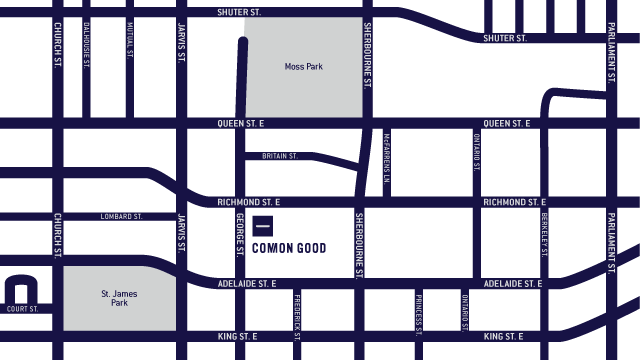 SHUTER ST.
SHUTER ST.
CHURCH ST.
DALHOUSIE ST.
MUTUAL ST.
JARVIS ST.
SHERBOURNE ST.
PARLIAMENT ST.
Moss Park
QUEEN ST. E
QUEEN ST. E
BRITAIN ST.
McFARRENS LN.
ONTARIO ST.
RICHMOND ST. E
RICHMOND ST. E
LOMBARD ST.
CHURCH ST.
JARVIS ST.
GEORGE ST.
SHERBOURNE ST.
BERKELEY ST.
PARLIAMENT ST.
COMON GOOD
ADELAIDE ST. E
ADELAIDE ST. E
St. James
Park
COURT ST.
FREDERICK ST.
PRINCESS ST.
ONTARIO ST.
KING ST. E
KING ST. E